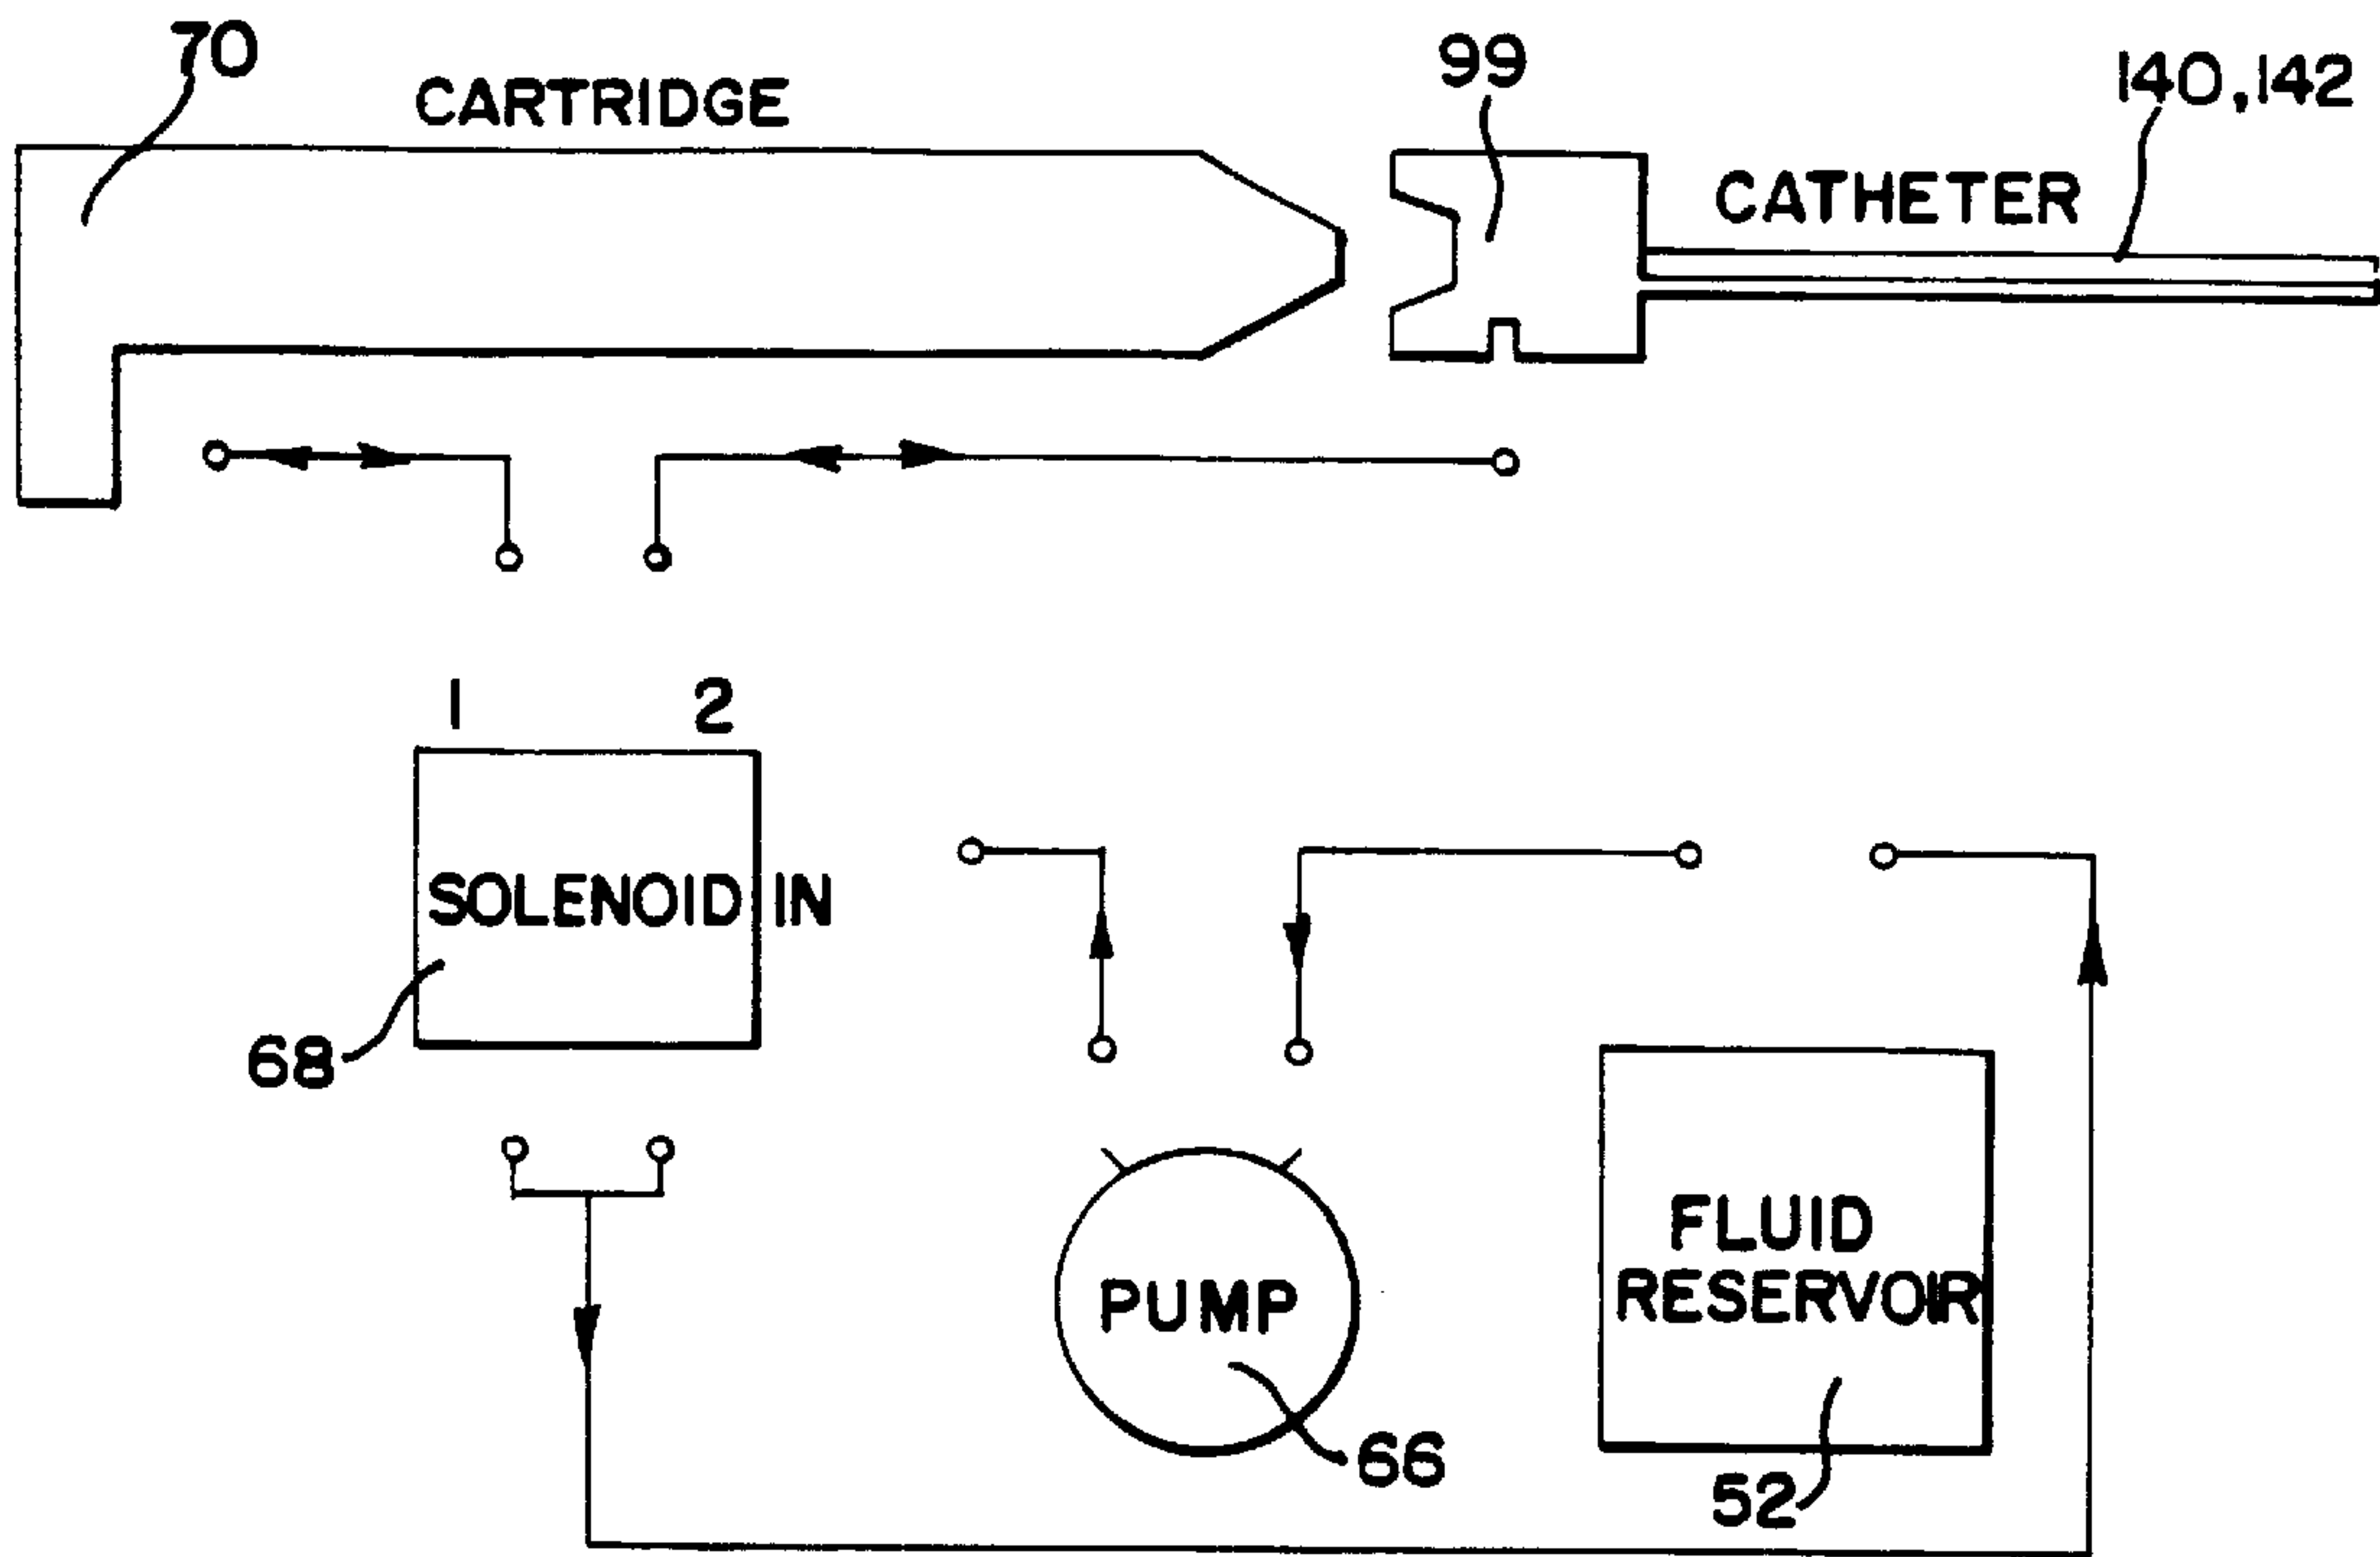 70
CARTRIDGE
99
140,142
CATHETER
1
2
SOLENOID IN
68
FLUID
RESERVOIR
PUMP
66
52